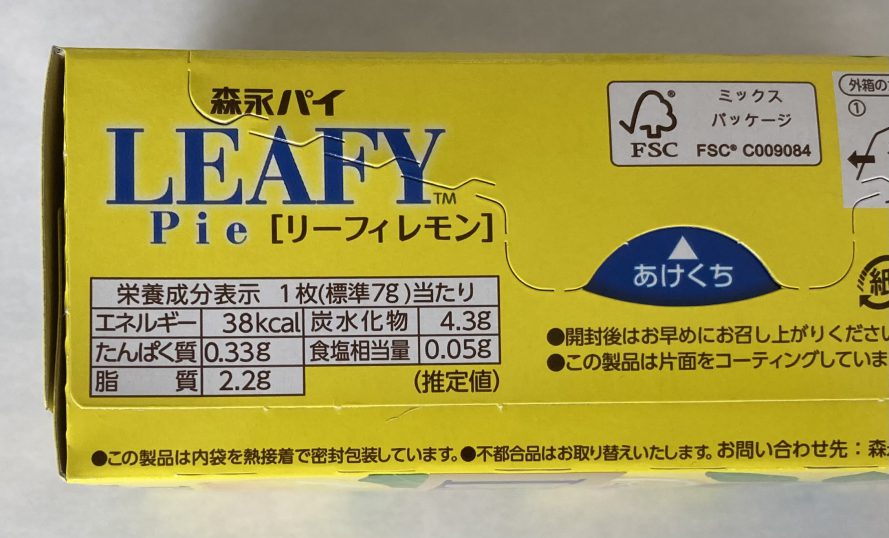 森永パイ
LEAFY™
Pie [リーフィレモン]
栄養成分表示 1枚(標準7g)当たり
エネルギー 38kcal 炭水化物 4.3g
たんぱく質 0.33g 食塩相当量 0.05g
脂質 2.2g (推定値)
ミックス
パッケージ
FSC® FSC® C009084
外箱の
①
あけくち
紙
●開封後はお早めにお召し上がりくださ
●この製品は片面をコーティングしていま
●この製品は内袋を熱接着で密封包装しています。●不都合品はお取り替えいたします。お問い合わせ先：森